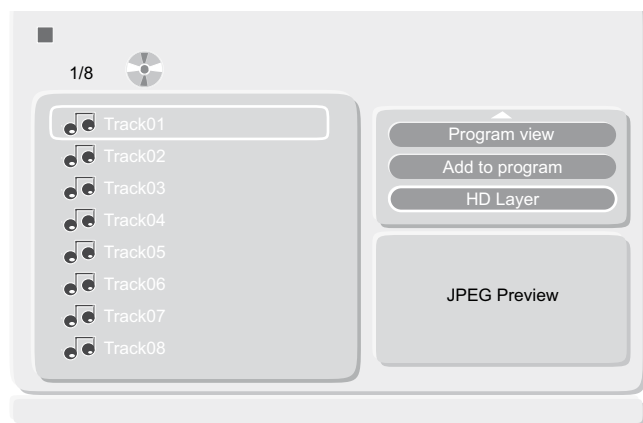 1/8
Track01
Track02
Track03
Track04
Track05
Track06
Track07
Track08
Program view
Add to program
HD Layer
JPEG Preview